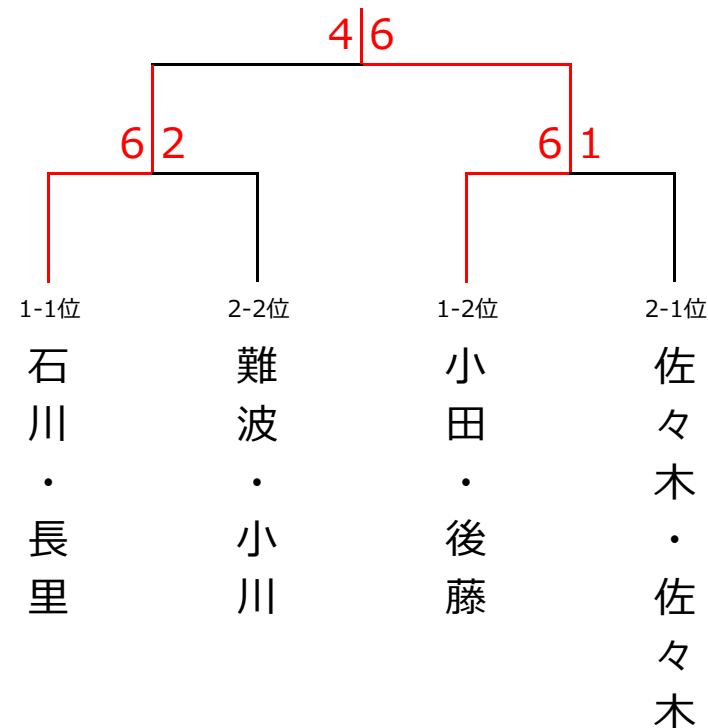 4 6
6 2
6 1
1-1位
2-2位
1-2位
2-1位
石川・長里
難波・小川
小田・後藤
佐々木・佐々木